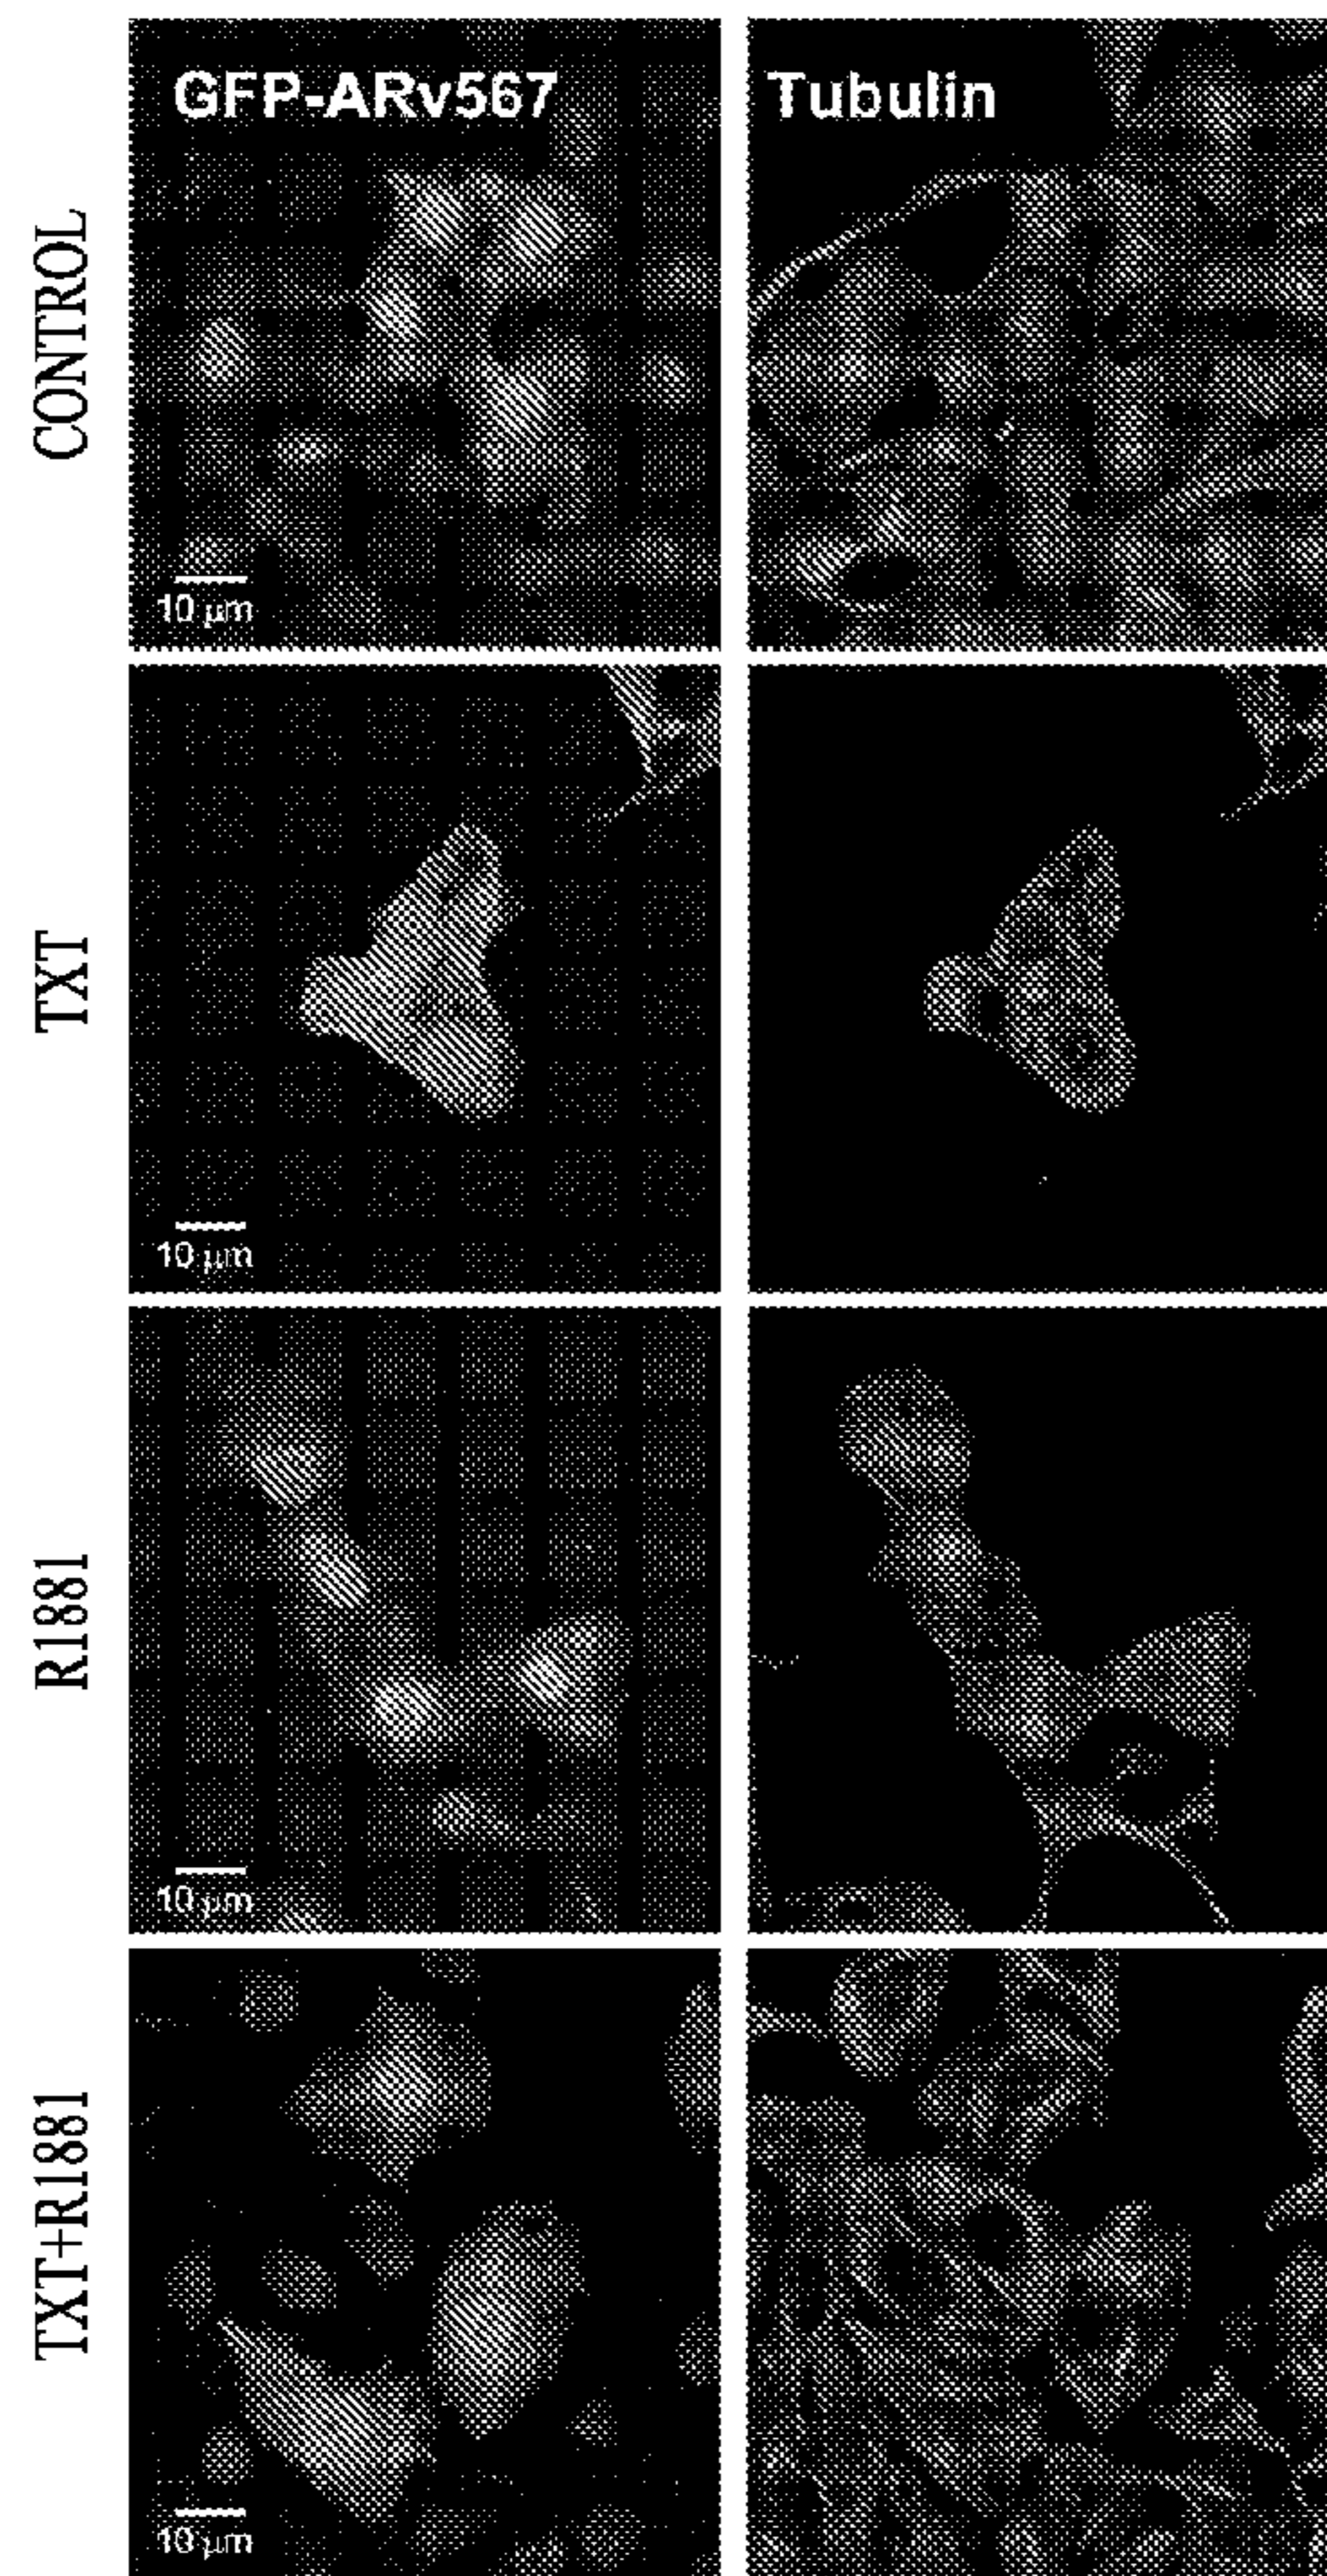 GFP-ARv567
Tubulin
CONTROL
10 µm
TXT
10 µm
R1881
10 µm
TXT+R1881
10 µm